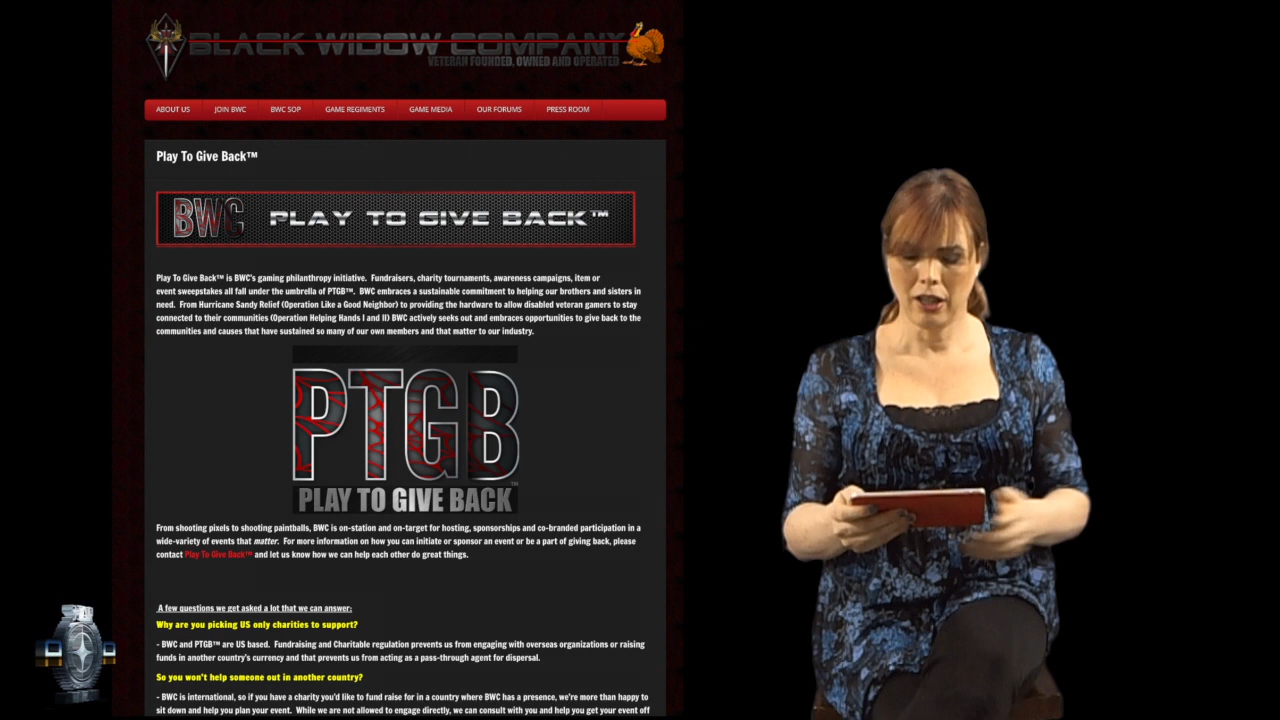 BLACK WIDOW COMPANY
VETERAN FOUNDED, OWNED AND OPERATED
ABOUT US JOIN BWC BWC SOP GAME REGIMENTS GAME MEDIA OUR FORUMS PRESS ROOM
Play To Give Back™
BWC PLAY TO GIVE BACK™
Play To Give Back™ is BWC's gaming philanthropy initiative. Fundraisers, charity tournaments, awareness campaigns, item or
event sweepstakes all fall under the umbrella of PTGB™. BWC embraces a sustainable commitment to helping our brothers and sisters in
need. From Hurricane Sandy Relief (Operation Like a Good Neighbor) to providing the hardware to allow disabled veteran gamers to stay
connected to their communities (Operation Helping Hands I and II) BWC actively seeks out and embraces opportunities to give back to the
communities and causes that have sustained so many of our own members and that matter to our industry.
PTGB™
PLAY TO GIVE BACK
From shooting pixels to shooting paintballs, BWC is on-station and on-target for hosting, sponsorships and co-branded participation in a
wide-variety of events that matter. For more information on how you can initiate or sponsor an event or be a part of giving back, please
contact Play To Give Back™ and let us know how we can help each other do great things.
A few questions we get asked a lot that we can answer:
Why are you picking US only charities to support?
- BWC and PTGB™ are US based. Fundraising and Charitable regulation prevents us from engaging with overseas organizations or raising
funds in another country's currency and that prevents us from acting as a pass-through agent for dispersal.
So you won't help someone out in another country?
- BWC is international, so if you have a charity you'd like to fund raise for in a country where BWC has a presence, we're more than happy to
sit down and help you plan your event. While we are not allowed to engage directly, we can consult with you and help you get your event off